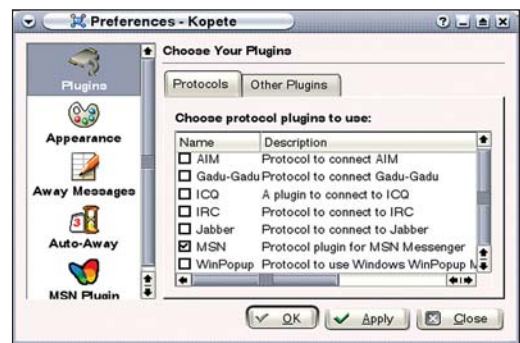 Preferences - Kopete
Plugins
Appearance
Away Messages
Auto-Away
MSN Plugin
Choose Your Plugins
Protocols Other Plugins
Choose protocol plugins to use:
Name Description
AIM Protocol to connect AIM
Gadu-Gadu Protocol to connect Gadu-Gadu
ICQ A plugin to connect to ICQ
IRC Protocol to connect to IRC
Jabber Protocol to connect to Jabber
MSN Protocol plugin for MSN Messenger
WinPopup Protocol to use Windows WinPopup M
OK Apply Close